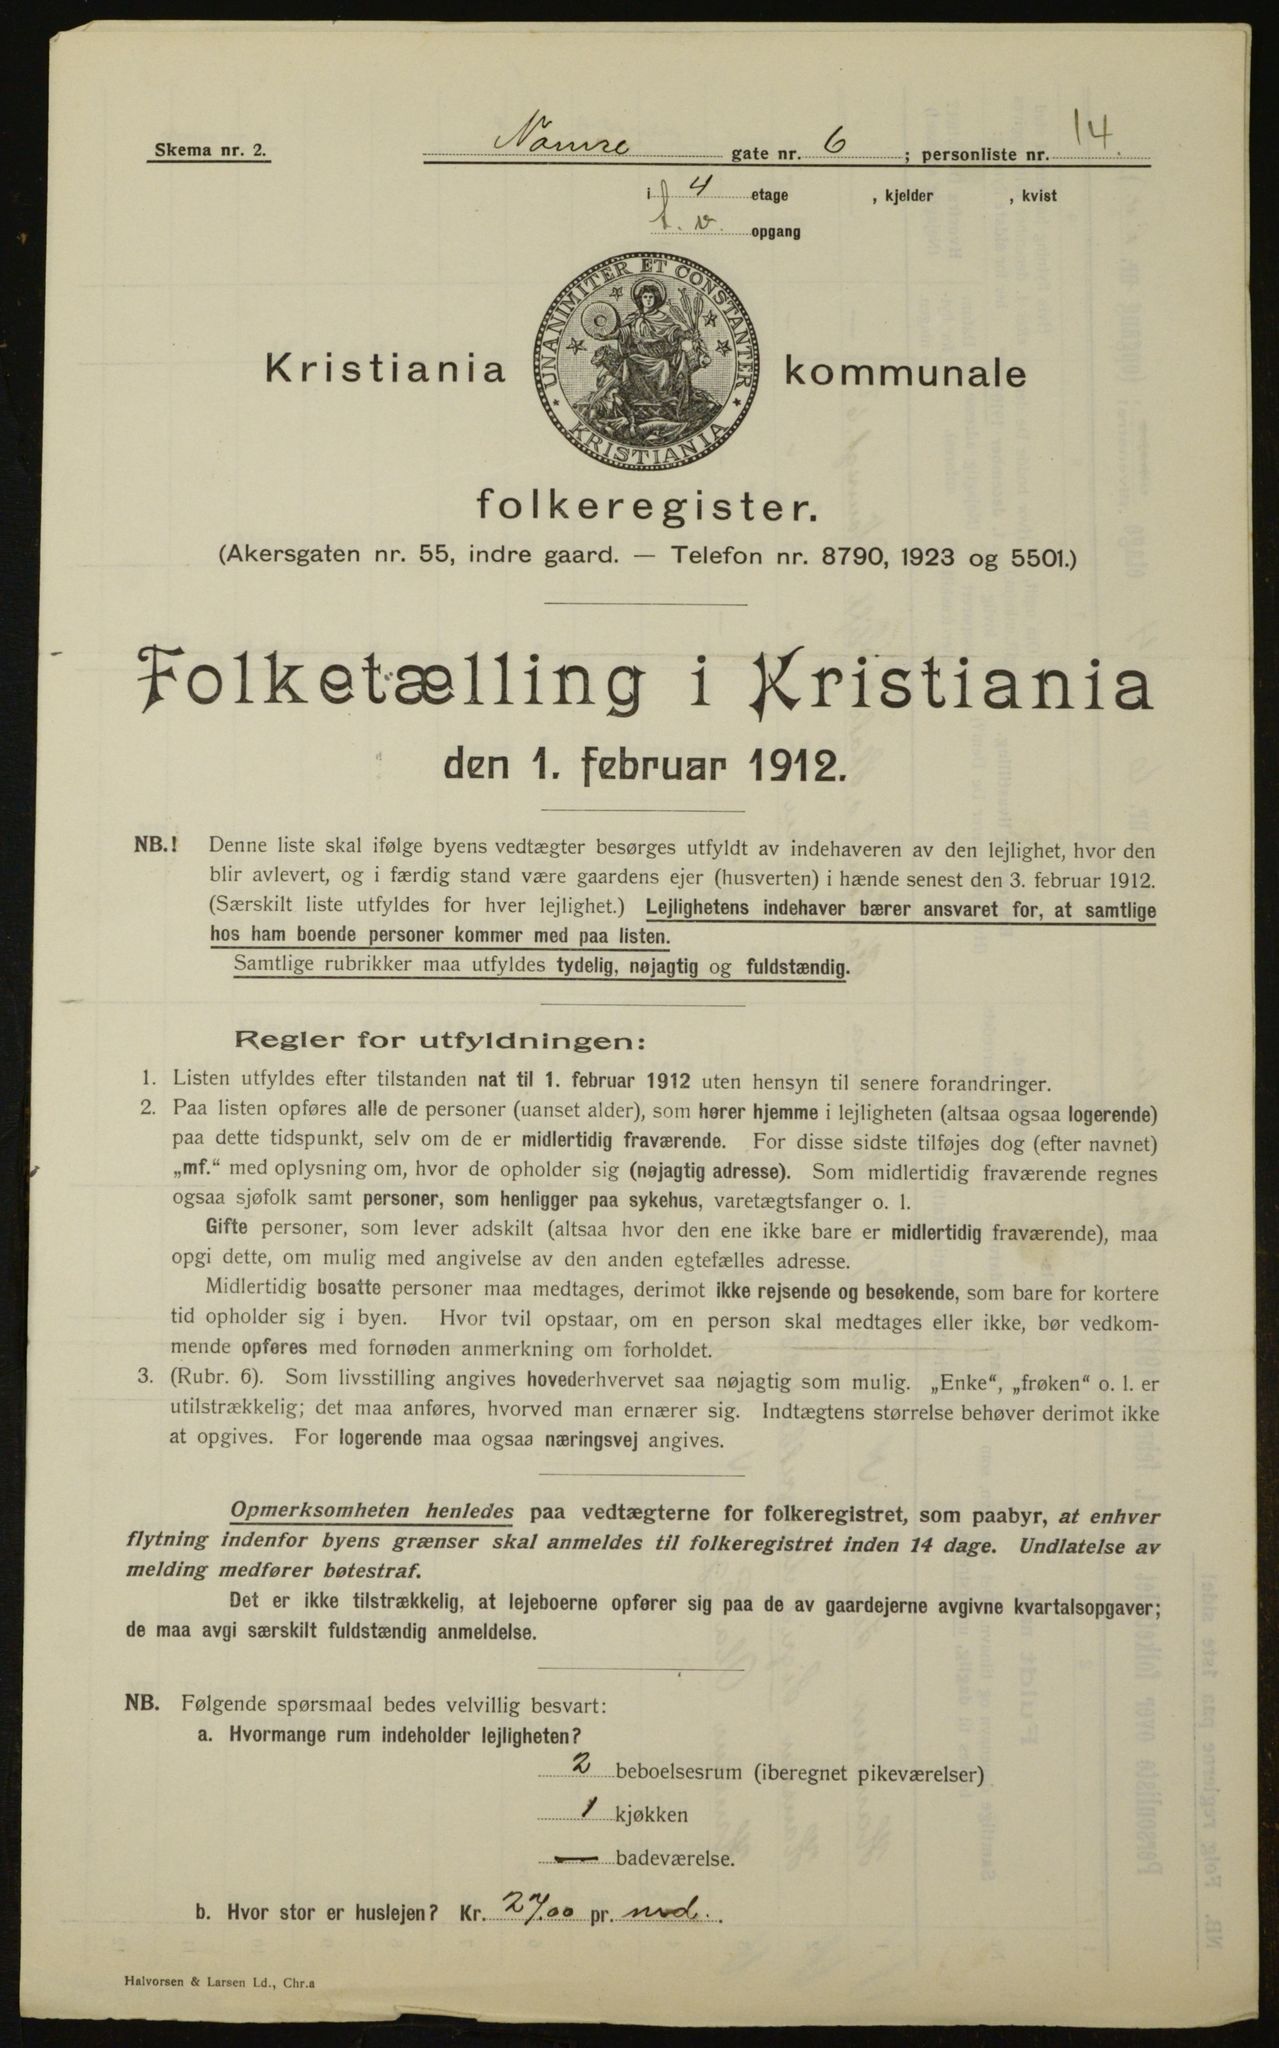 Skema nr. 2.
Namsegate nr. 6; personliste nr. 14.
i 4 etage , kjelder , kvist
t. v. opgang
UNANIMITER ET CONSTANTER
KRISTIANIA
Kristiania kommunale
folkeregister.
(Akersgaten nr. 55, indre gaard. — Telefon nr. 8790, 1923 og 5501.)
Folketælling i Kristiania
den 1. februar 1912.
NB.! Denne liste skal ifølge byens vedtægter besørges utfyldt av indehaveren av den lejlighet, hvor den
blir avlevert, og i færdig stand være gaardens ejer (husverten) i hænde senest den 3. februar 1912.
(Særskilt liste utfyldes for hver lejlighet.) Lejlighetens indehaver bærer ansvaret for, at samtlige
hos ham boende personer kommer med paa listen.
Samtlige rubrikker maa utfyldes tydelig, nøjagtig og fuldstændig.
Regler for utfyldningen:
1. Listen utfyldes efter tilstanden nat til 1. februar 1912 uten hensyn til senere forandringer.
2. Paa listen opføres alle de personer (uanset alder), som hører hjemme i lejligheten (altsaa ogsaa logerende)
paa dette tidspunkt, selv om de er midlertidig fraværende. For disse sidste tilføjes dog (efter navnet)
„mf.“ med oplysning om, hvor de opholder sig (nøjagtig adresse). Som midlertidig fraværende regnes
ogsaa sjøfolk samt personer, som henligger paa sykehus, varetægtsfanger o. l.
Gifte personer, som lever adskilt (altsaa hvor den ene ikke bare er midlertidig fraværende), maa
opgi dette, om mulig med angivelse av den anden egtefælles adresse.
Midlertidig bosatte personer maa medtages, derimot ikke rejsende og besøkende, som bare for kortere
tid opholder sig i byen. Hvor tvil opstaar, om en person skal medtages eller ikke, bør vedkom-
mende opføres med fornøden anmerkning om forholdet.
3. (Rubr. 6). Som livsstilling angives hovederhvervet saa nøjagtig som mulig. „Enke“, „frøken“ o. l. er
utilstrækkelig; det maa anføres, hvorved man ernærer sig. Indtægtens størrelse behøver derimot ikke
at opgives. For logerende maa ogsaa næringsvej angives.
Opmerksomheten henledes paa vedtægterne for folkeregistret, som paabyr, at enhver
flytning indenfor byens grænser skal anmeldes til folkeregistret inden 14 dage. Undlatelse av
melding medfører bøtestraf.
Det er ikke tilstrækkelig, at lejeboerne opfører sig paa de av gaardejerne avgivne kvartalsopgaver;
de maa avgi særskilt fuldstændig anmeldelse.
NB. Følgende spørsmaal bedes velvillig besvart:
a. Hvormange rum indeholder lejligheten?
2 beboelsesrum (iberegnet pikeværelser)
1 kjøkken
— badeværelse.
b. Hvor stor er huslejen? Kr. 27.00 pr. md.
Halvorsen & Larsen Ld., Chr.a